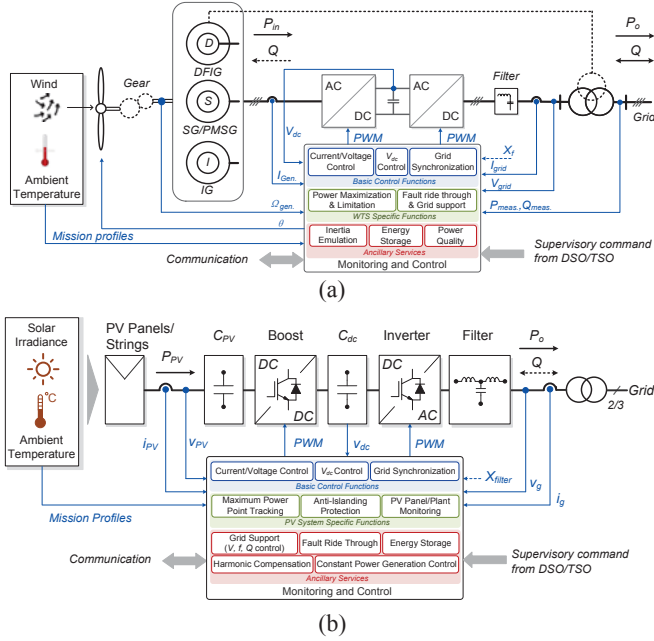 P_in
Q
P_o
Q
D
DFIG
S
SG/PMSG
I
IG
Gear
Wind
Ambient
Temperature
AC
DC
AC
DC
Filter
Grid
V_dc
PWM
PWM
I_Gen.
Ω_gen.
θ
Mission profiles
Current/Voltage
Control
V_dc
Control
Grid
Synchronization
Basic Control Functions
Power Maximization
& Limitation
Fault ride through
& Grid support
WTS Specific Functions
Inertia
Emulation
Energy
Storage
Power
Quality
Ancillary Services
Monitoring and Control
X_f
i_grid
V_grid
P_meas., Q_meas.
Communication
Supervisory command
from DSO/TSO
(a)
Solar
Irradiance
°C
Ambient
Temperature
PV Panels/
Strings
P_PV
C_PV
Boost
DC
DC
C_dc
Inverter
DC
AC
Filter
P_o
Q
Grid
2/3
i_PV
v_PV
PWM
v_dc
PWM
Mission Profiles
Current/Voltage Control
V_dc Control
Grid Synchronization
Basic Control Functions
Maximum Power
Point Tracking
Anti-Islanding
Protection
PV Panel/Plant
Monitoring
PV System Specific Functions
Grid Support
(V, f, Q control)
Fault Ride Through
Energy Storage
Harmonic Compensation
Constant Power Generation Control
Ancillary Services
Monitoring and Control
X_filter
v_g
i_g
Communication
Supervisory command
from DSO/TSO
(b)